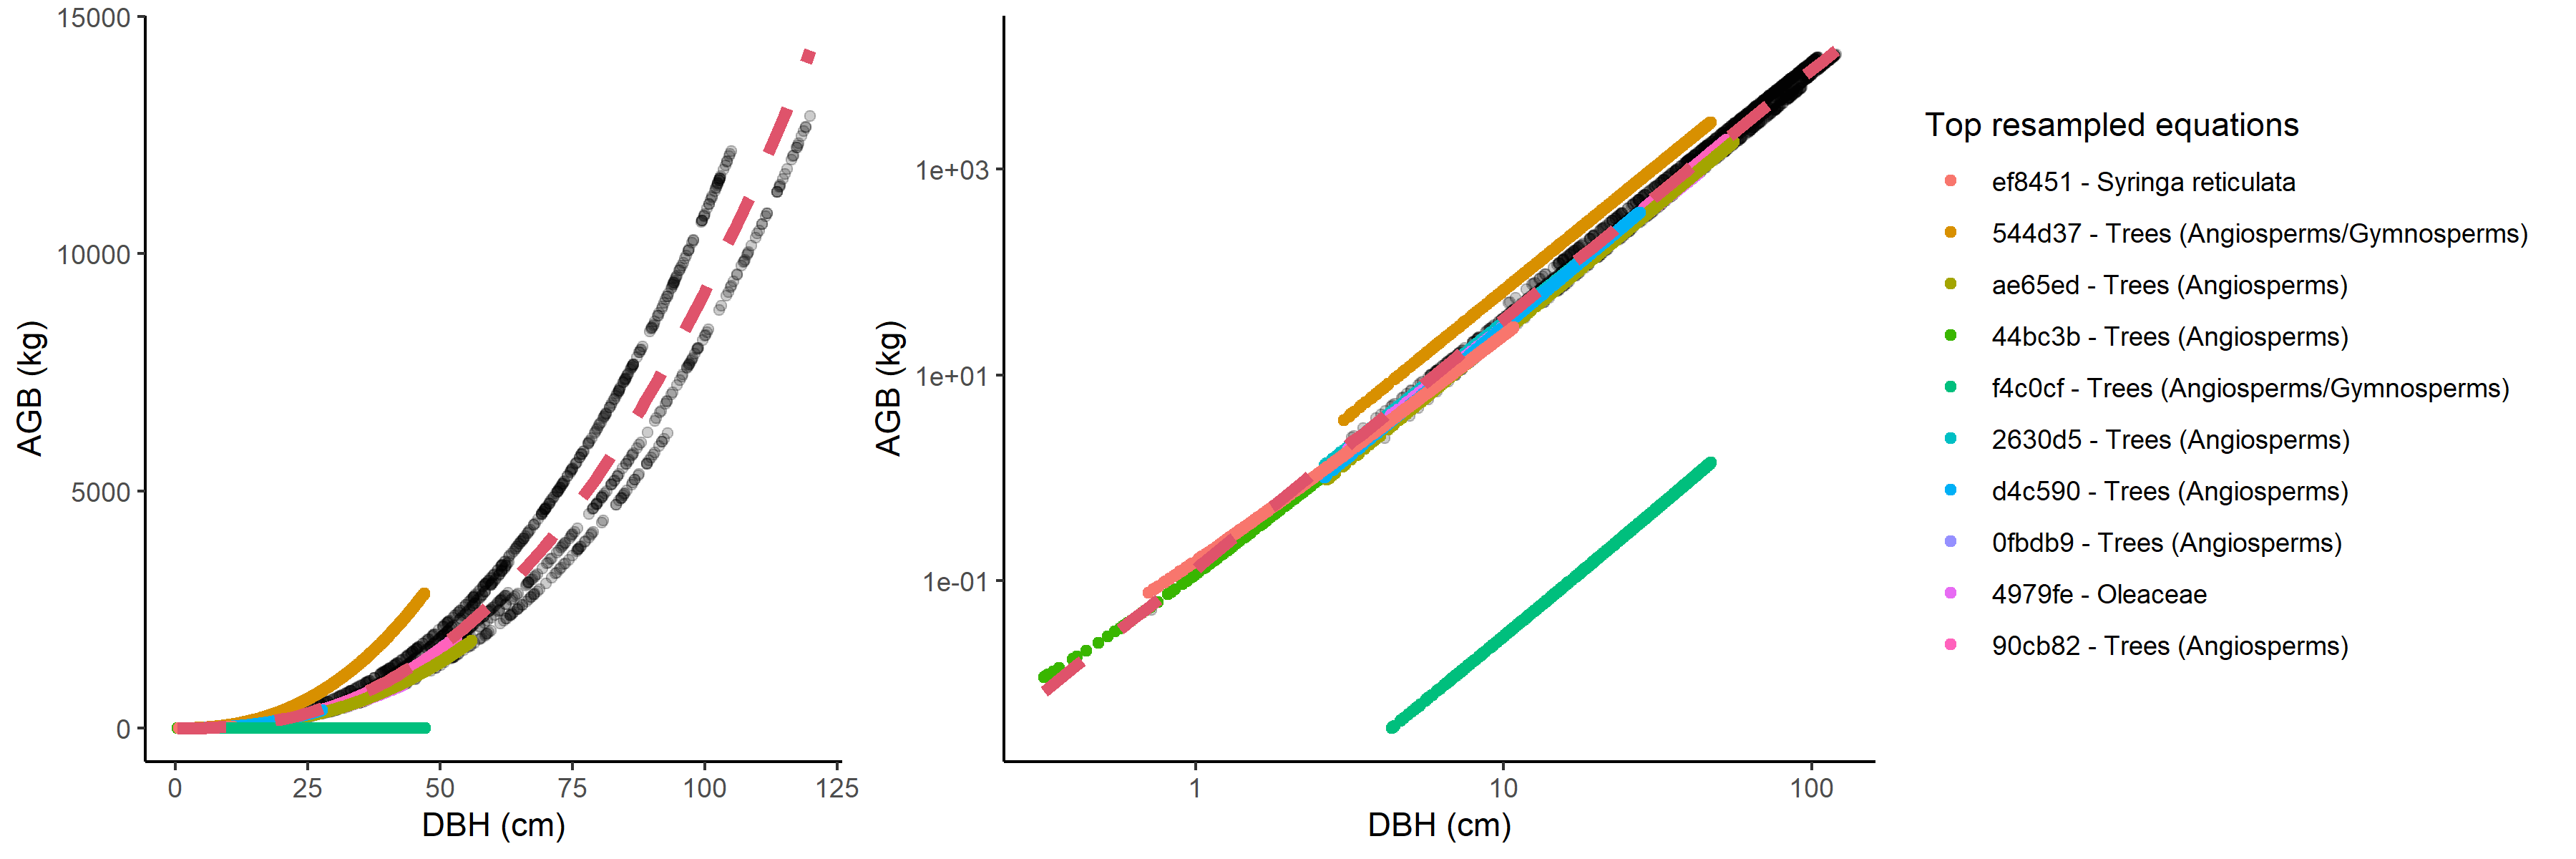 15000
10000
5000
0
AGB (kg)
0 25 50 75 100 125
DBH (cm)
1e+03
1e+01
1e-01
AGB (kg)
1 10 100
DBH (cm)
Top resampled equations
ef8451 - Syringa reticulata
544d37 - Trees (Angiosperms/Gymnosperms)
ae65ed - Trees (Angiosperms)
44bc3b - Trees (Angiosperms)
f4c0cf - Trees (Angiosperms/Gymnosperms)
2630d5 - Trees (Angiosperms)
d4c590 - Trees (Angiosperms)
0fbdb9 - Trees (Angiosperms)
4979fe - Oleaceae
90cb82 - Trees (Angiosperms)